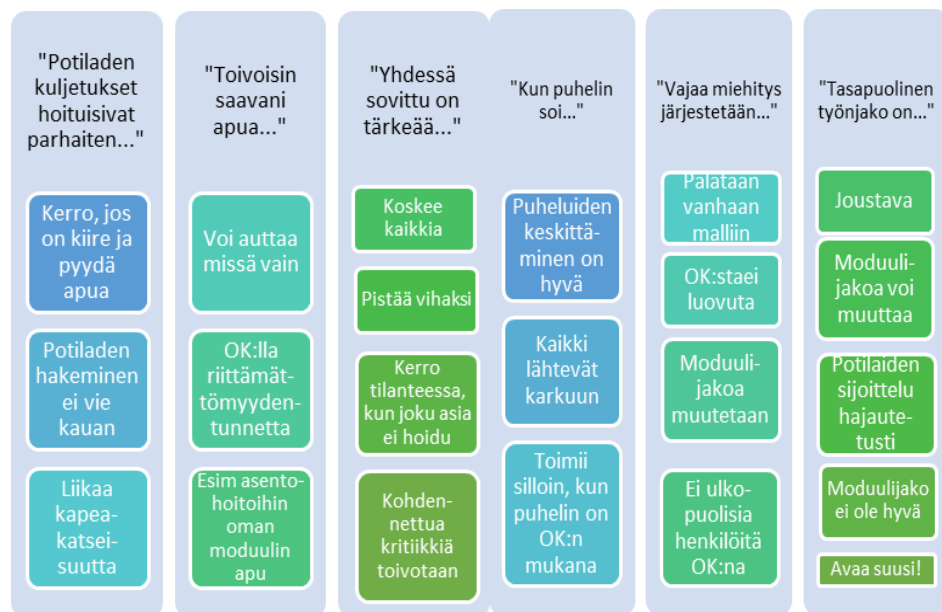 "Potiladen
kuljetukset
hoituisivat
parhaiten..."
Kerro, jos
on kiire ja
pyydä
apua
Potiladen
hakeminen
ei vie
kauan
Liikaa
kapea-
katsei-
suutta
"Toivoisin
saavani
apua..."
Voi auttaa
missä vain
OK:lla
riittämät-
tömyyden-
tunnetta
Esim asento-
hoitoihin
oman
moduulin
apu
"Yhdessä
sovittu on
tärkeää..."
Koskee
kaikkia
Pistää vihaksi
Kerro
tilanteessa,
kun joku asia
ei hoidu
Kohden-
nettua
kritiikkiä
toivotaan
"Kun puhelin
soi..."
Puheluiden
keskittä-
minen on
hyvä
Kaikki
lähtevät
karkuun
Toimii
silloin, kun
puhelin on
OK:n
mukana
"Vajaa miehitys
järjestetään..."
Palataan
vanhaan
malliin
OK:staei
luovuta
Moduuli-
jakoa
muutetaan
Ei ulko-
puolisia
henkilöitä
OK:na
"Tasapuolinen
työnjako on..."
Joustava
Moduuli-
jakoa voi
muuttaa
Potilaiden
sijoittelu
hajaute-
tusti
Moduulijako
ei ole hyvä
Avaa suusi!